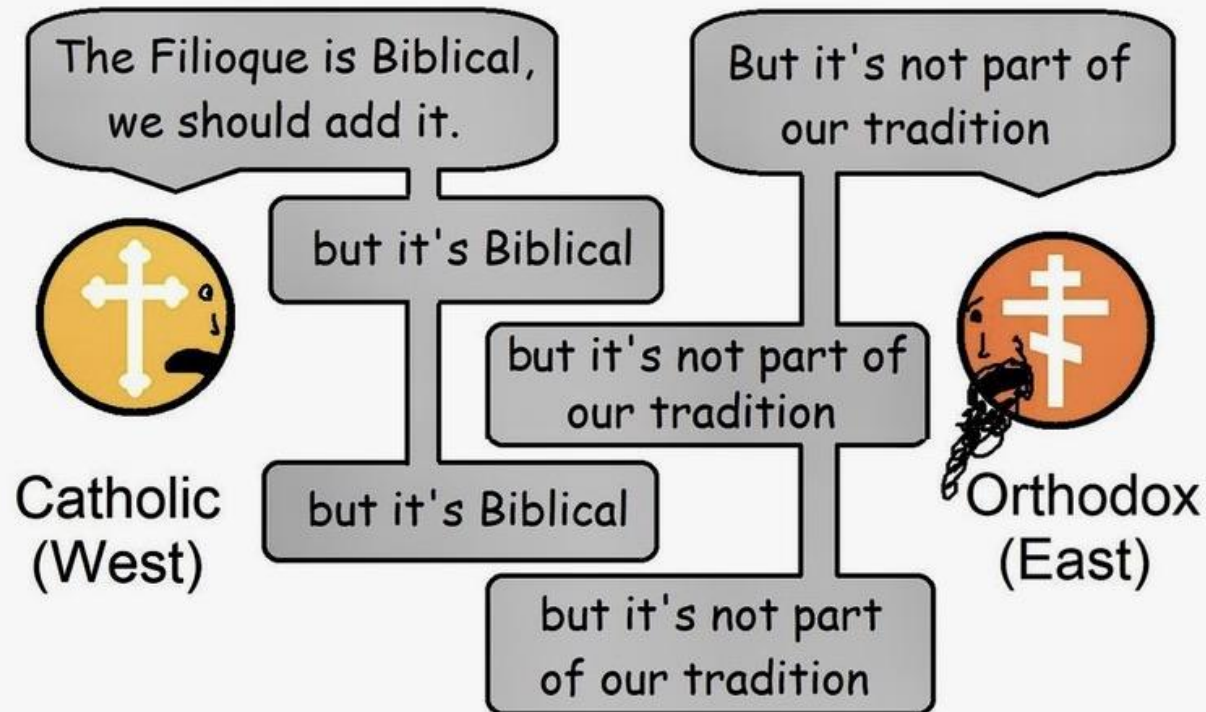 The Filioque is Biblical,
we should add it.
But it's not part of
our tradition
but it's Biblical
but it's not part of
our tradition
but it's Biblical
but it's not part
of our tradition
Catholic
(West)
Orthodox
(East)